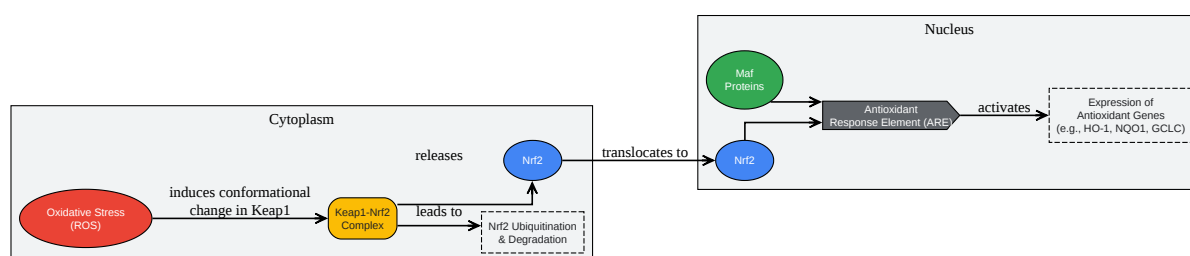 Cytoplasm
Oxidative Stress
(ROS)
induces conformational
change in Keap1
Keap1-Nrf2
Complex
releases
leads to
Nrf2
Nrf2 Ubiquitination
& Degradation
translocates to
Nucleus
Maf
Proteins
Nrf2
Antioxidant
Response Element (ARE)
activates
Expression of
Antioxidant Genes
(e.g., HO-1, NQO1, GCLC)